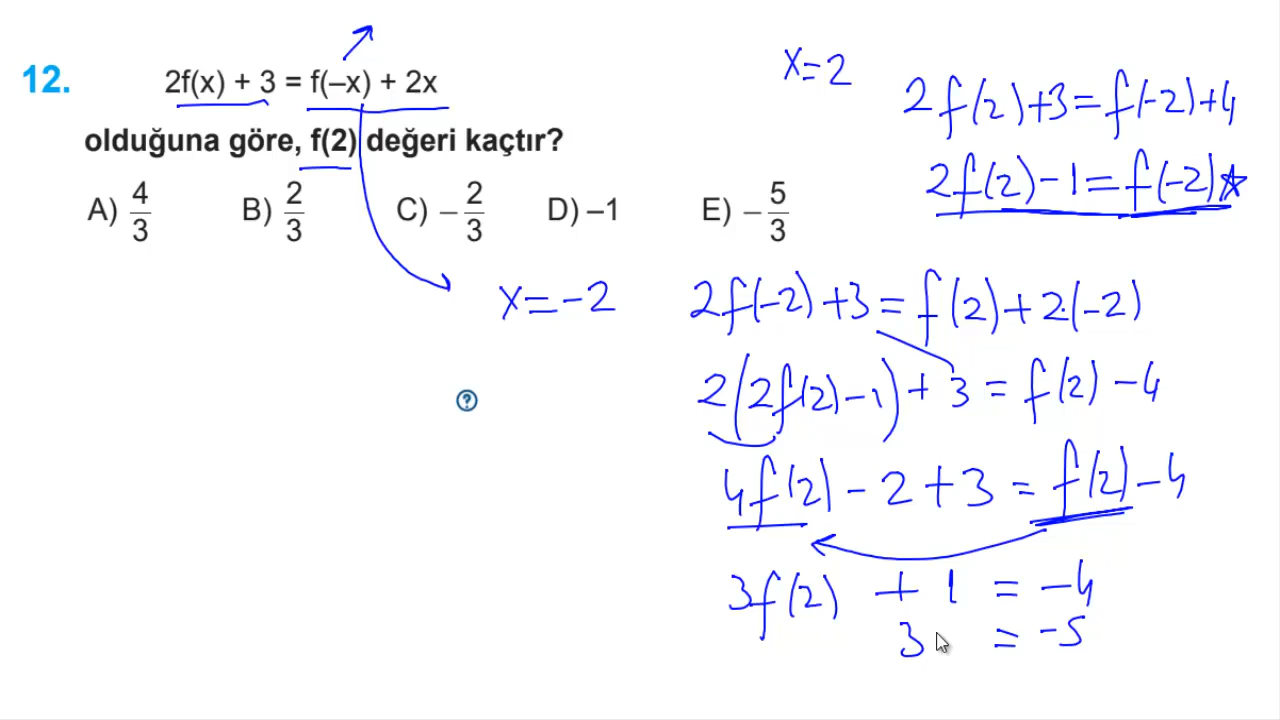 12. 2f(x) + 3 = f(–x) + 2x
olduğuna göre, f(2) değeri kaçtır?
A) 4/3 B) 2/3 C) – 2/3 D) –1 E) – 5/3
x=2
2f(2)+3=f(-2)+4
2f(2)-1=f(-2)★
x=-2
2f(-2)+3=f(2)+2.(-2)
2(2f(2)-1)+3=f(2)-4
4f(2)-2+3=f(2)-4
3f(2) +1=-4
3 =-5